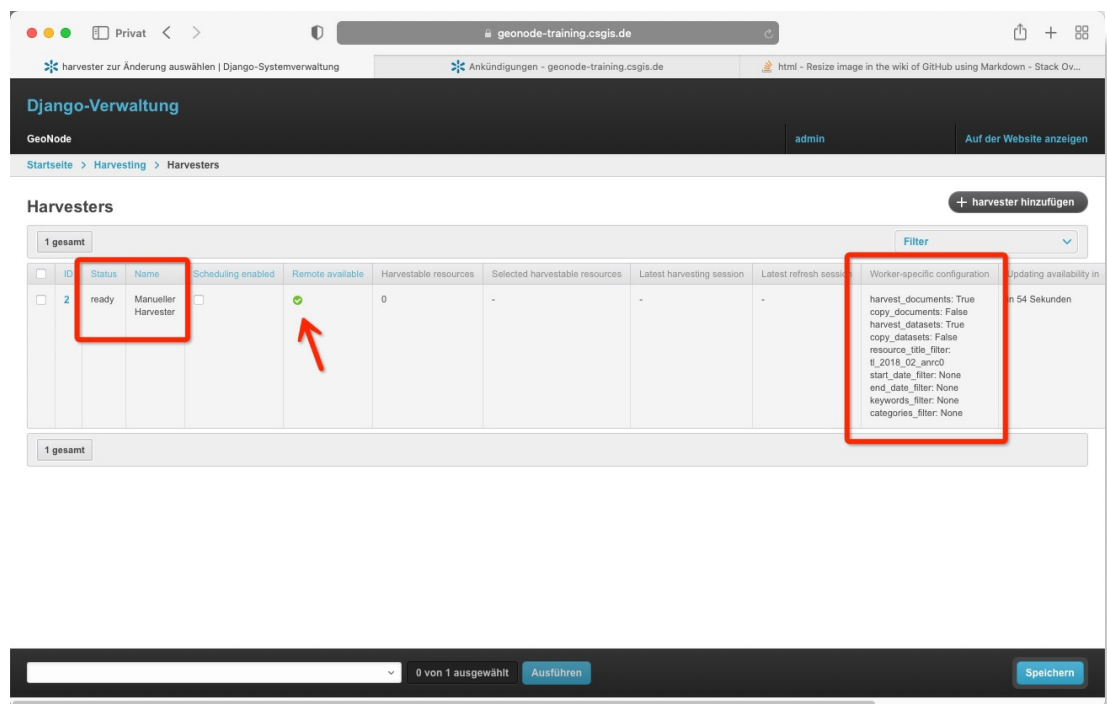 Privat
geonode-training.csgis.de
harvester zur Änderung auswählen | Django-Systemverwaltung
Ankündigungen - geonode-training.csgis.de
html - Resize image in the wiki of GitHub using Markdown - Stack Ov...
Django-Verwaltung
GeoNode
admin
Auf der Website anzeigen
Startseite > Harvesting > Harvesters
Harvesters
+ harvester hinzufügen
1 gesamt
Filter
ID Status Name Scheduling enabled Remote available Harvestable resources Selected harvestable resources Latest harvesting session Latest refresh session Worker-specific configuration Updating availability in
2 ready Manueller Harvester 0 - - - harvest_documents: True in 54 Sekunden
copy_documents: False
harvest_datasets: True
copy_datasets: False
resource_title_filter:
tl_2018_02_anrc0
start_date_filter: None
end_date_filter: None
keywords_filter: None
categories_filter: None
1 gesamt
0 von 1 ausgewählt
Ausführen
Speichern